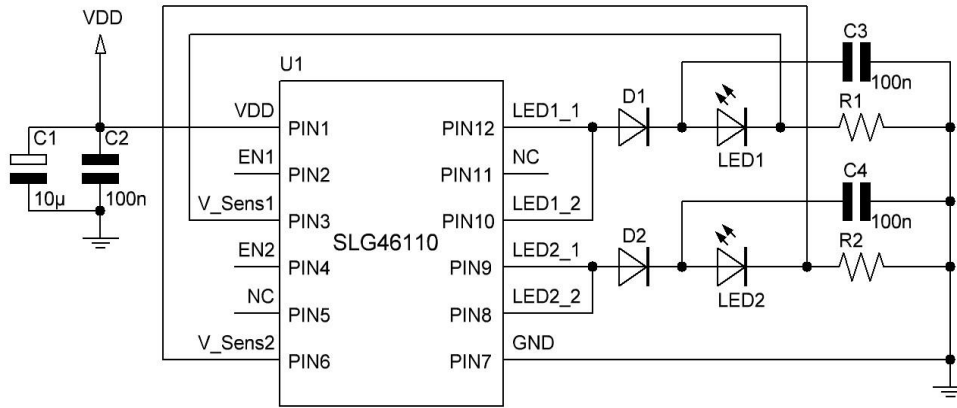 VDD
U1
C3
100n
VDD
PIN1
LED1_1
PIN12
D1
LED1
R1
C1
10µ
C2
100n
EN1
PIN2
NC
PIN11
V_Sens1
PIN3
LED1_2
PIN10
SLG46110
C4
100n
EN2
PIN4
LED2_1
PIN9
D2
LED2
R2
NC
PIN5
LED2_2
PIN8
V_Sens2
PIN6
GND
PIN7